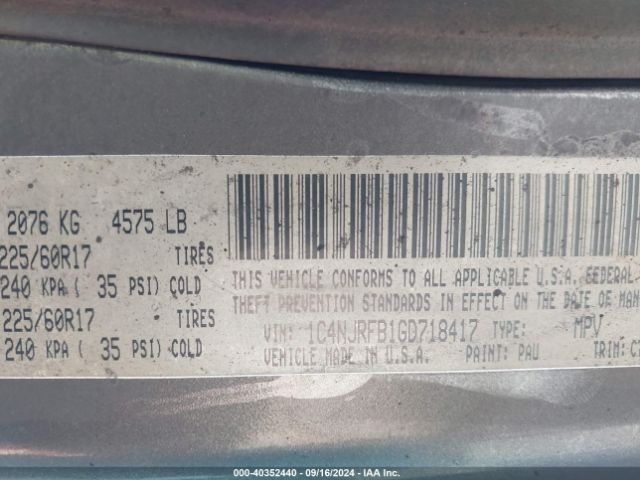 2076 KG 4575 LB
225/60R17 TIRES
240 KPA ( 35 PSI) COLD
225/60R17 TIRES
240 KPA ( 35 PSI) COLD
THIS VEHICLE CONFORMS TO ALL APPLICABLE U.S.A. FEDERAL
THEFT PREVENTION STANDARDS IN EFFECT ON THE DATE OF MAN
VIN: 1C4NJRFB1GD718417 TYPE: MPV
VEHICLE MADE IN U.S.A. PAINT: PAU TRIM:
000-40352440 - 09/16/2024 - IAA Inc.